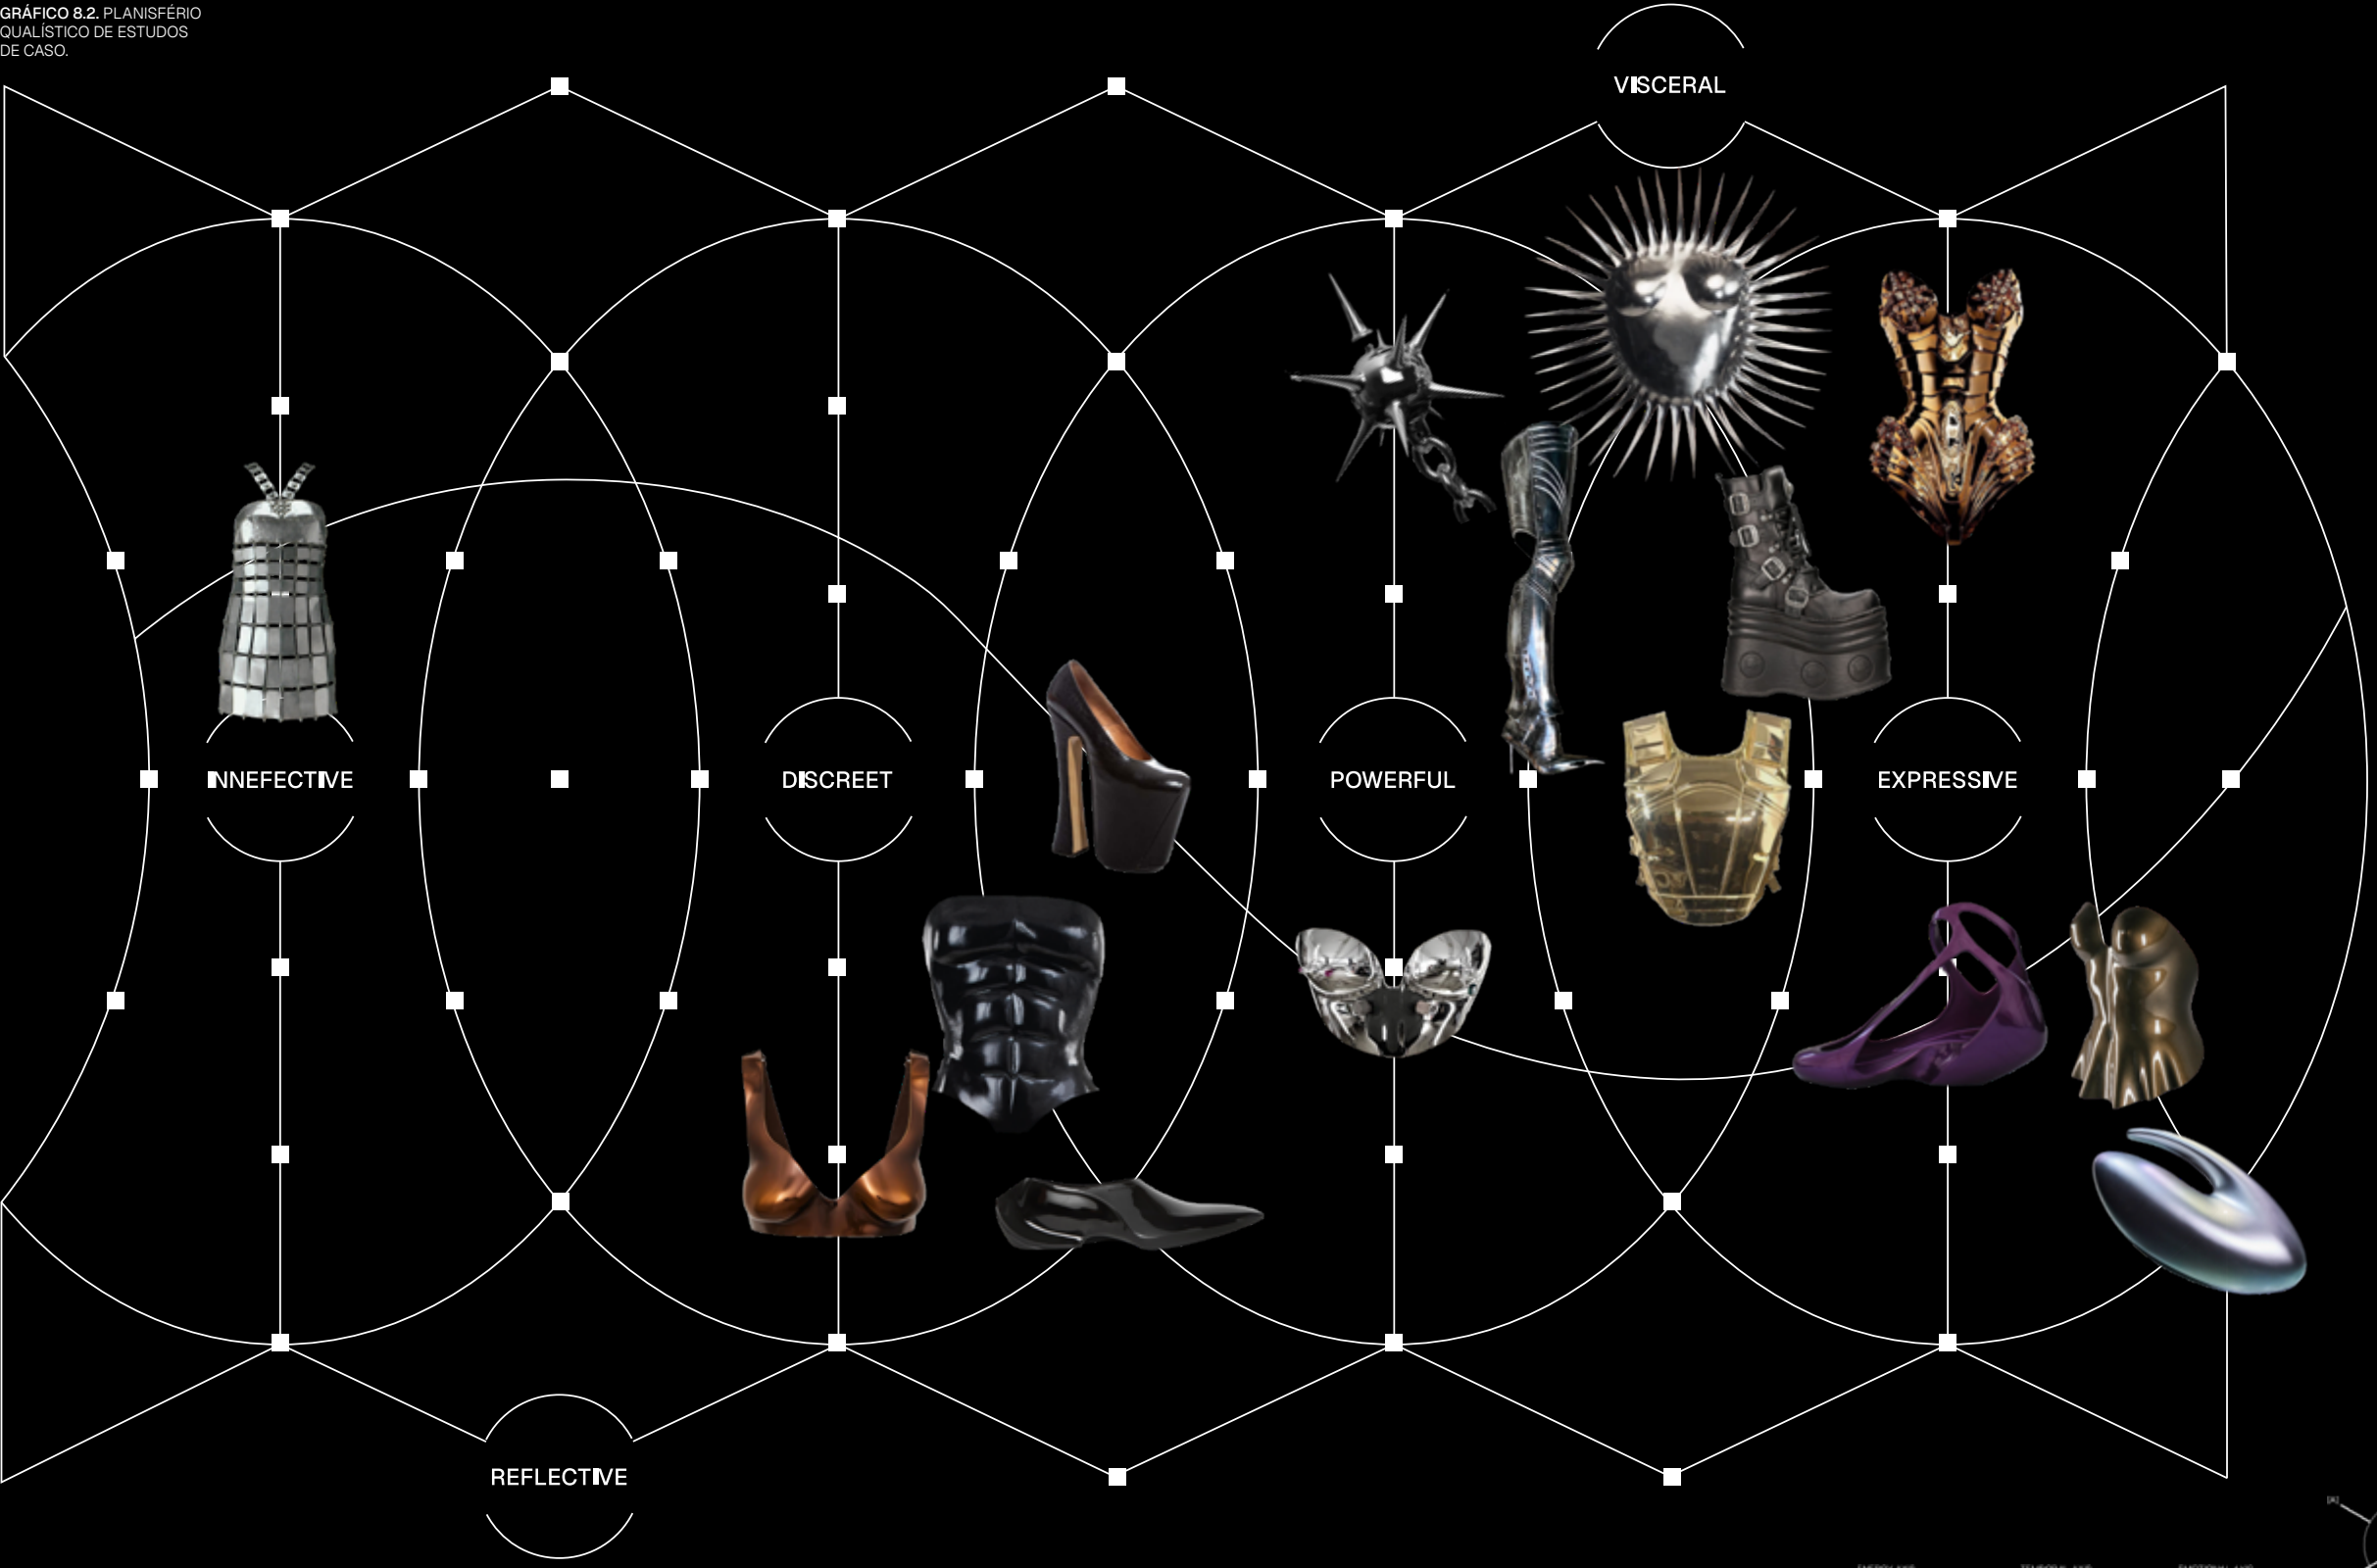 GRÁFICO 8.2. PLANISFÉRIO
QUALÍSTICO DE ESTUDOS
DE CASO.
VISCERAL
INNEFECTIVE
DISCREET
POWERFUL
EXPRESSIVE
REFLECTIVE
[A]